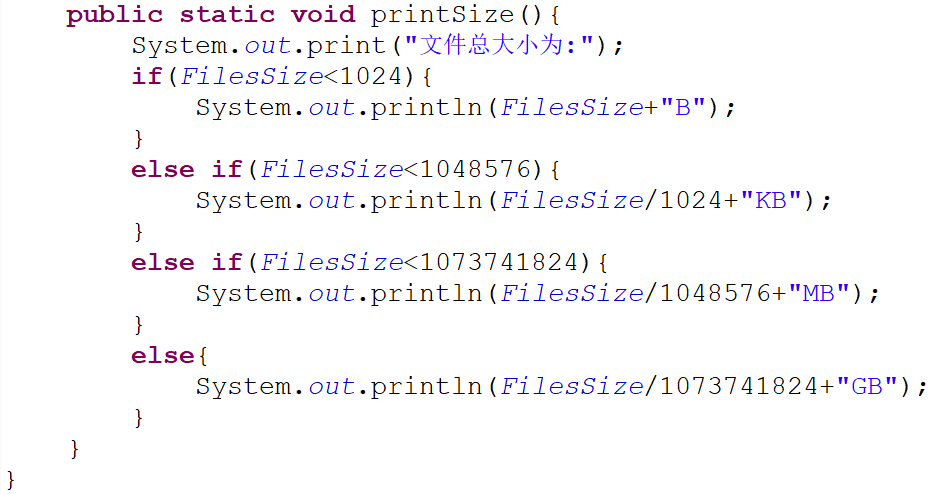 public static void printSize(){
System.out.print("文件总大小为:");
if(FilesSize<1024){
System.out.println(FilesSize+"B");
}
else if(FilesSize<1048576){
System.out.println(FilesSize/1024+"KB");
}
else if(FilesSize<1073741824){
System.out.println(FilesSize/1048576+"MB");
}
else{
System.out.println(FilesSize/1073741824+"GB");
}
}
}